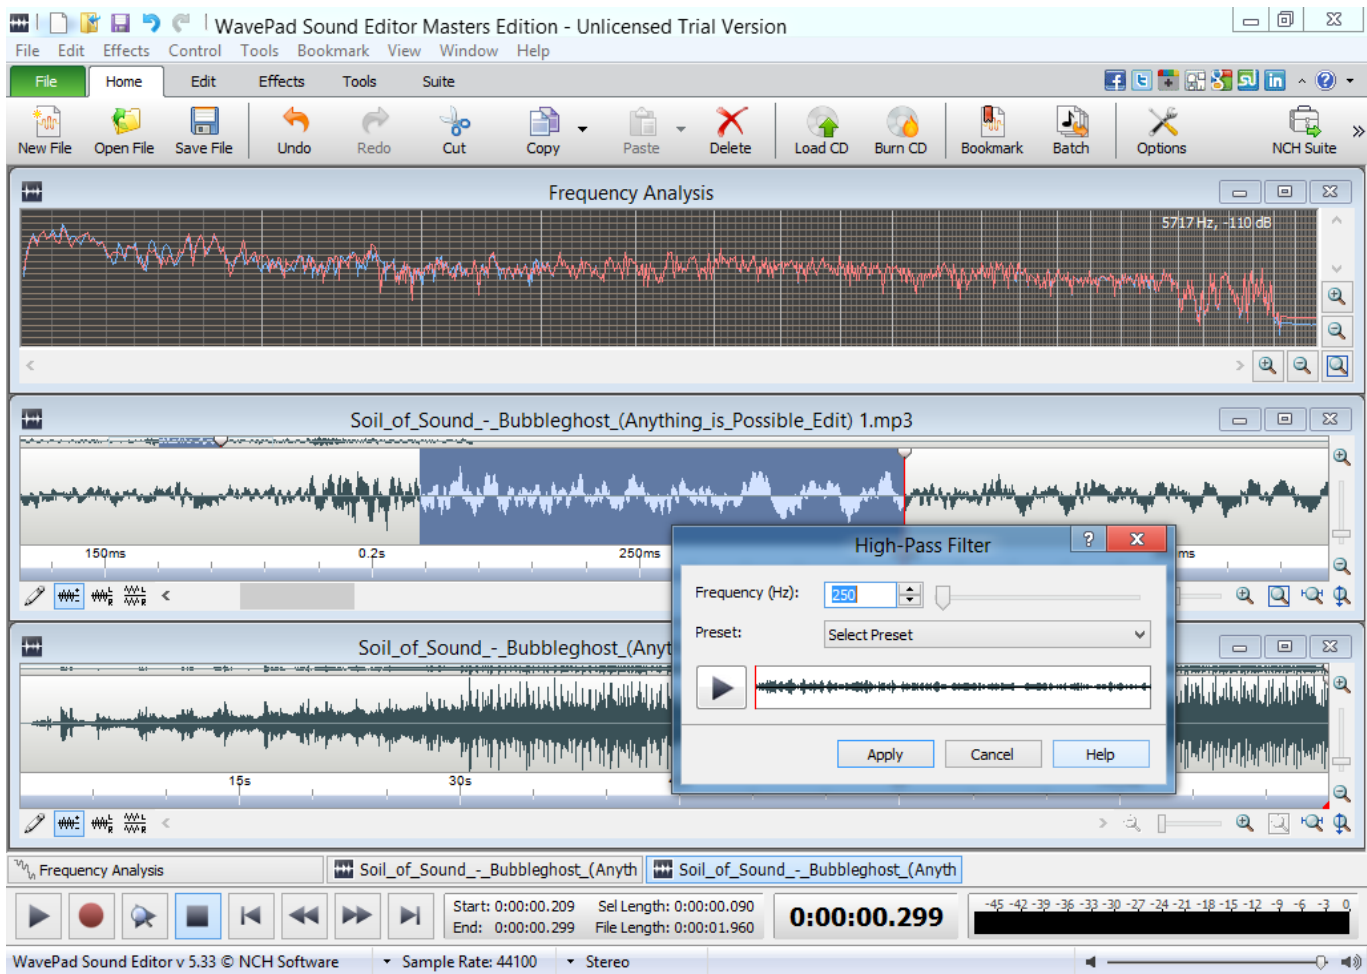 WavePad Sound Editor Masters Edition - Unlicensed Trial Version
File Edit Effects Control Tools Bookmark View Window Help
File Home Edit Effects Tools Suite
New File Open File Save File Undo Redo Cut Copy Paste Delete Load CD Burn CD Bookmark Batch Options NCH Suite
Frequency Analysis
5717 Hz, -110 dB
Soil_of_Sound_-_Bubbleghost_(Anything_is_Possible_Edit) 1.mp3
150ms 0.2s 250ms ms
High-Pass Filter
Frequency (Hz): 250
Preset: Select Preset
Apply Cancel Help
Soil_of_Sound_-_Bubbleghost_(Anyt
15s 30s
Frequency Analysis Soil_of_Sound_-_Bubbleghost_(Anyth Soil_of_Sound_-_Bubbleghost_(Anyth
Start: 0:00:00.209 Sel Length: 0:00:00.090
End: 0:00:00.299 File Length: 0:00:01.960
0:00:00.299
-45 -42 -39 -36 -33 -30 -27 -24 -21 -18 -15 -12 -9 -6 -3 0
WavePad Sound Editor v 5.33 © NCH Software Sample Rate: 44100 Stereo